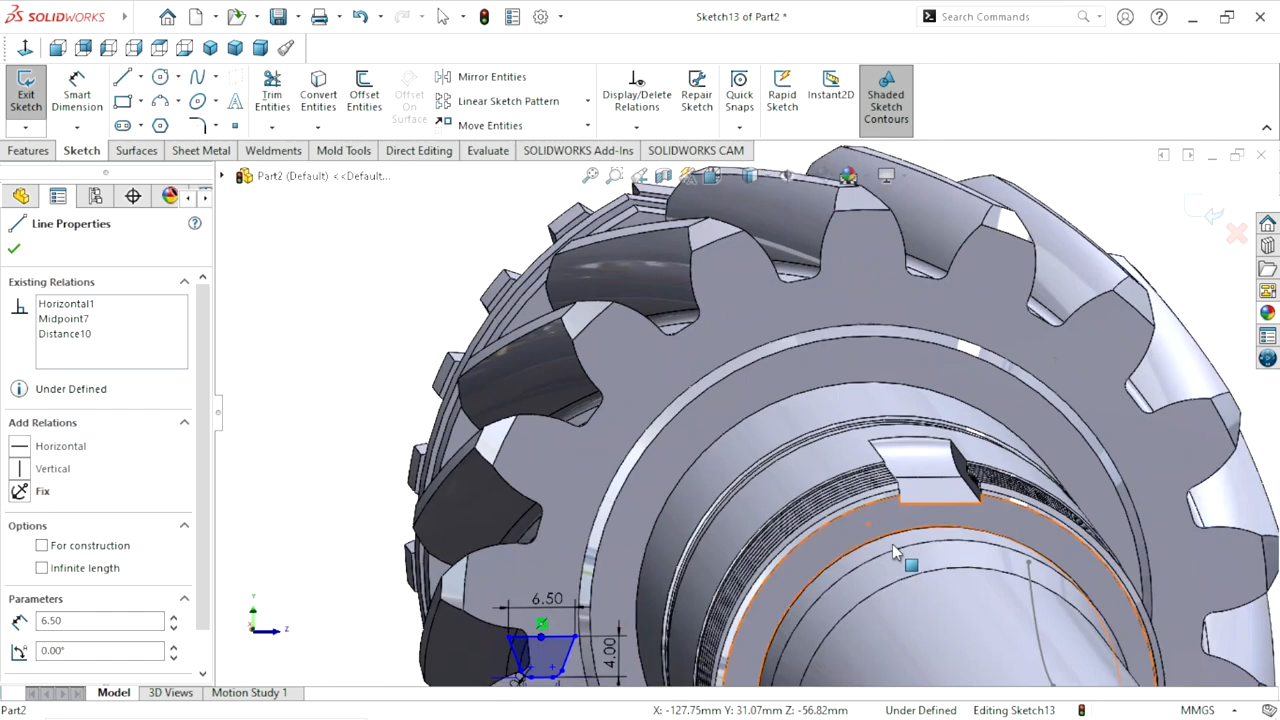 SOLIDWORKS
Sketch13 of Part2 *
Search Commands
Exit Sketch
Smart Dimension
Trim Entities
Convert Entities
Offset Entities
Offset On Surface
Mirror Entities
Linear Sketch Pattern
Move Entities
Display/Delete Relations
Repair Sketch
Quick Snaps
Rapid Sketch
Instant2D
Shaded Sketch Contours
Features
Sketch
Surfaces
Sheet Metal
Weldments
Mold Tools
Direct Editing
Evaluate
SOLIDWORKS Add-Ins
SOLIDWORKS CAM
Part2 (Default) <<Default...
Line Properties
Existing Relations
Horizontal1
Midpoint7
Distance10
Under Defined
Add Relations
Horizontal
Vertical
Fix
Options
For construction
Infinite length
Parameters
6.50
0.00°
6.50
4.00
Y
Z
Model
3D Views
Motion Study 1
Part2
X: -127.75mm Y: 31.07mm Z: -56.82mm
Under Defined
Editing Sketch13
MMGS